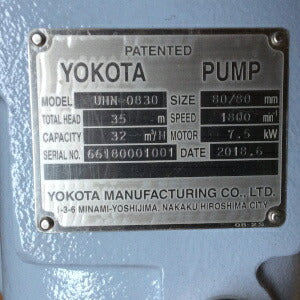 PATENTED
YOKOTA PUMP
MODEL UHN-0830 SIZE 80/80 mm
TOTAL HEAD 35 m SPEED 1800 min⁻¹
CAPACITY 32 m³/H MOTOR 7.5 kW
SERIAL NO. 66180001001 DATE 2018.6
YOKOTA MANUFACTURING CO., LTD.
1-3-6 MINAMI-YOSHIJIMA, NAKAKU HIROSHIMA CITY